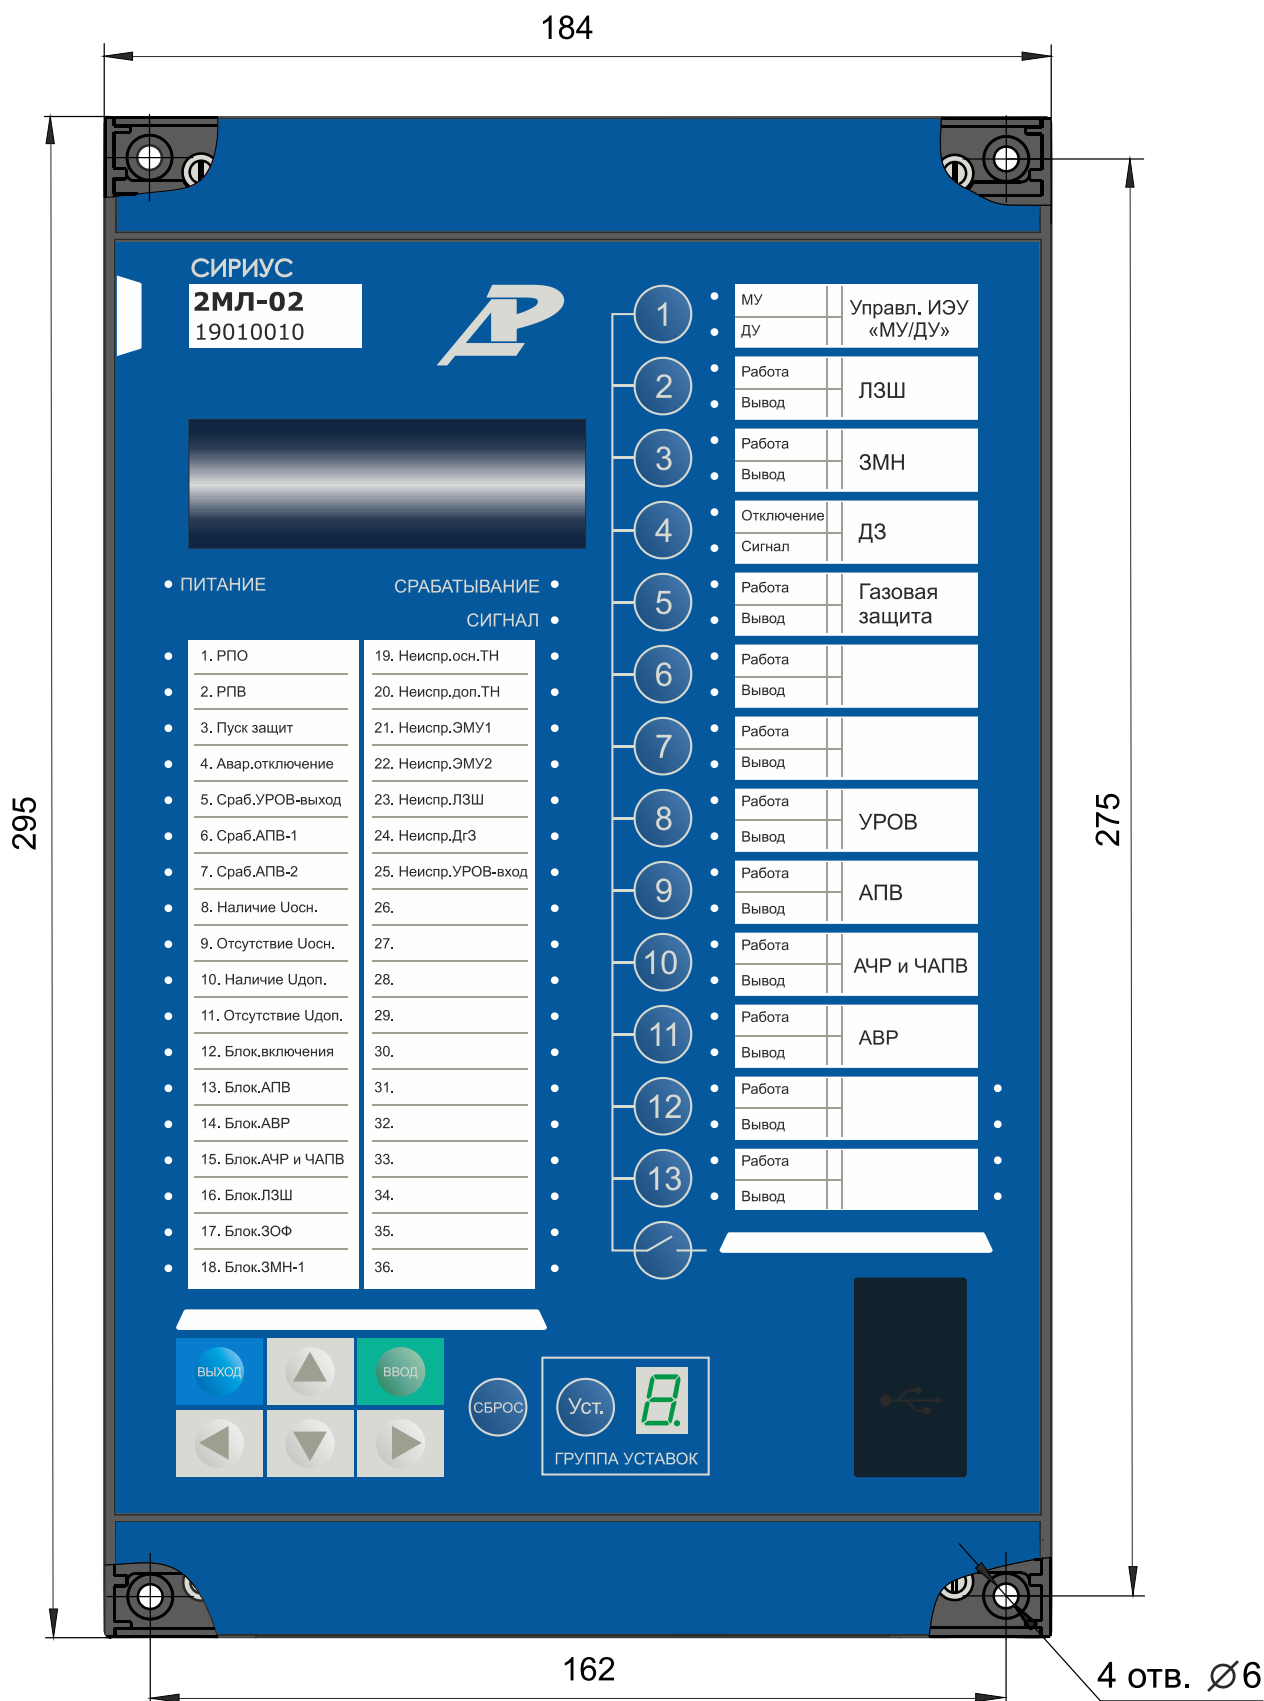 184
СИРИУС
2МЛ-02
19010010
ПИТАНИЕ
СРАБАТЫВАНИЕ
СИГНАЛ
1. РПО
2. РПВ
3. Пуск защит
4. Авар.отключение
5. Сраб.УРОВ-выход
6. Сраб.АПВ-1
7. Сраб.АПВ-2
8. Наличие Uосн.
9. Отсутствие Uосн.
10. Наличие Uдоп.
11. Отсутствие Uдоп.
12. Блок.включения
13. Блок.АПВ
14. Блок.АВР
15. Блок.АЧР и ЧАПВ
16. Блок.ЛЗШ
17. Блок.ЗОФ
18. Блок.ЗМН-1
19. Неиспр.осн.ТН
20. Неиспр.доп.ТН
21. Неиспр.ЭМУ1
22. Неиспр.ЭМУ2
23. Неиспр.ЛЗШ
24. Неиспр.ДгЗ
25. Неиспр.УРОВ-вход
26.
27.
28.
29.
30.
31.
32.
33.
34.
35.
36.
1
МУ
ДУ
Управл. ИЭУ
«МУ/ДУ»
2
Работа
Вывод
ЛЗШ
3
Работа
Вывод
ЗМН
4
Отключение
Сигнал
ДЗ
5
Работа
Вывод
Газовая
защита
6
Работа
Вывод
7
Работа
Вывод
8
Работа
Вывод
УРОВ
9
Работа
Вывод
АПВ
10
Работа
Вывод
АЧР и ЧАПВ
11
Работа
Вывод
АВР
12
Работа
Вывод
13
Работа
Вывод
ВЫХОД
ВВОД
СБРОС
Уст.
8.
ГРУППА УСТАВОК
295
275
162
4 отв. ∅6